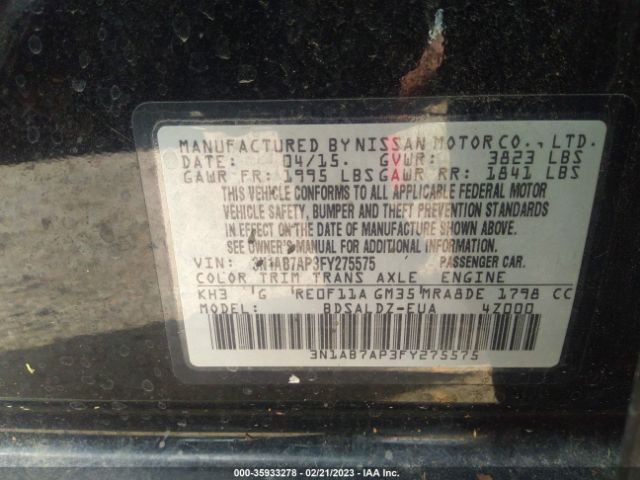 MANUFACTURED BY NISSAN MOTOR CO., LTD.
DATE: 04/15. GVWR: 3823 LBS
GAWR FR: 1995 LBS GAWR RR: 1841 LBS
THIS VEHICLE CONFORMS TO ALL APPLICABLE FEDERAL MOTOR
VEHICLE SAFETY, BUMPER AND THEFT PREVENTION STANDARDS
IN EFFECT ON THE DATE OF MANUFACTURE SHOWN ABOVE.
SEE OWNER'S MANUAL FOR ADDITIONAL INFORMATION.
VIN: 3N1AB7AP3FY275575 PASSENGER CAR.
COLOR TRIM TRANS AXLE ENGINE
KH3 'G 'RE0F11A GM35'MRA8DE 1798 CC
MODEL: BDSALDZ-EUA 4Z000
3N1AB7AP3FY275575
000-35933278 - 02/21/2023 - IAA Inc.